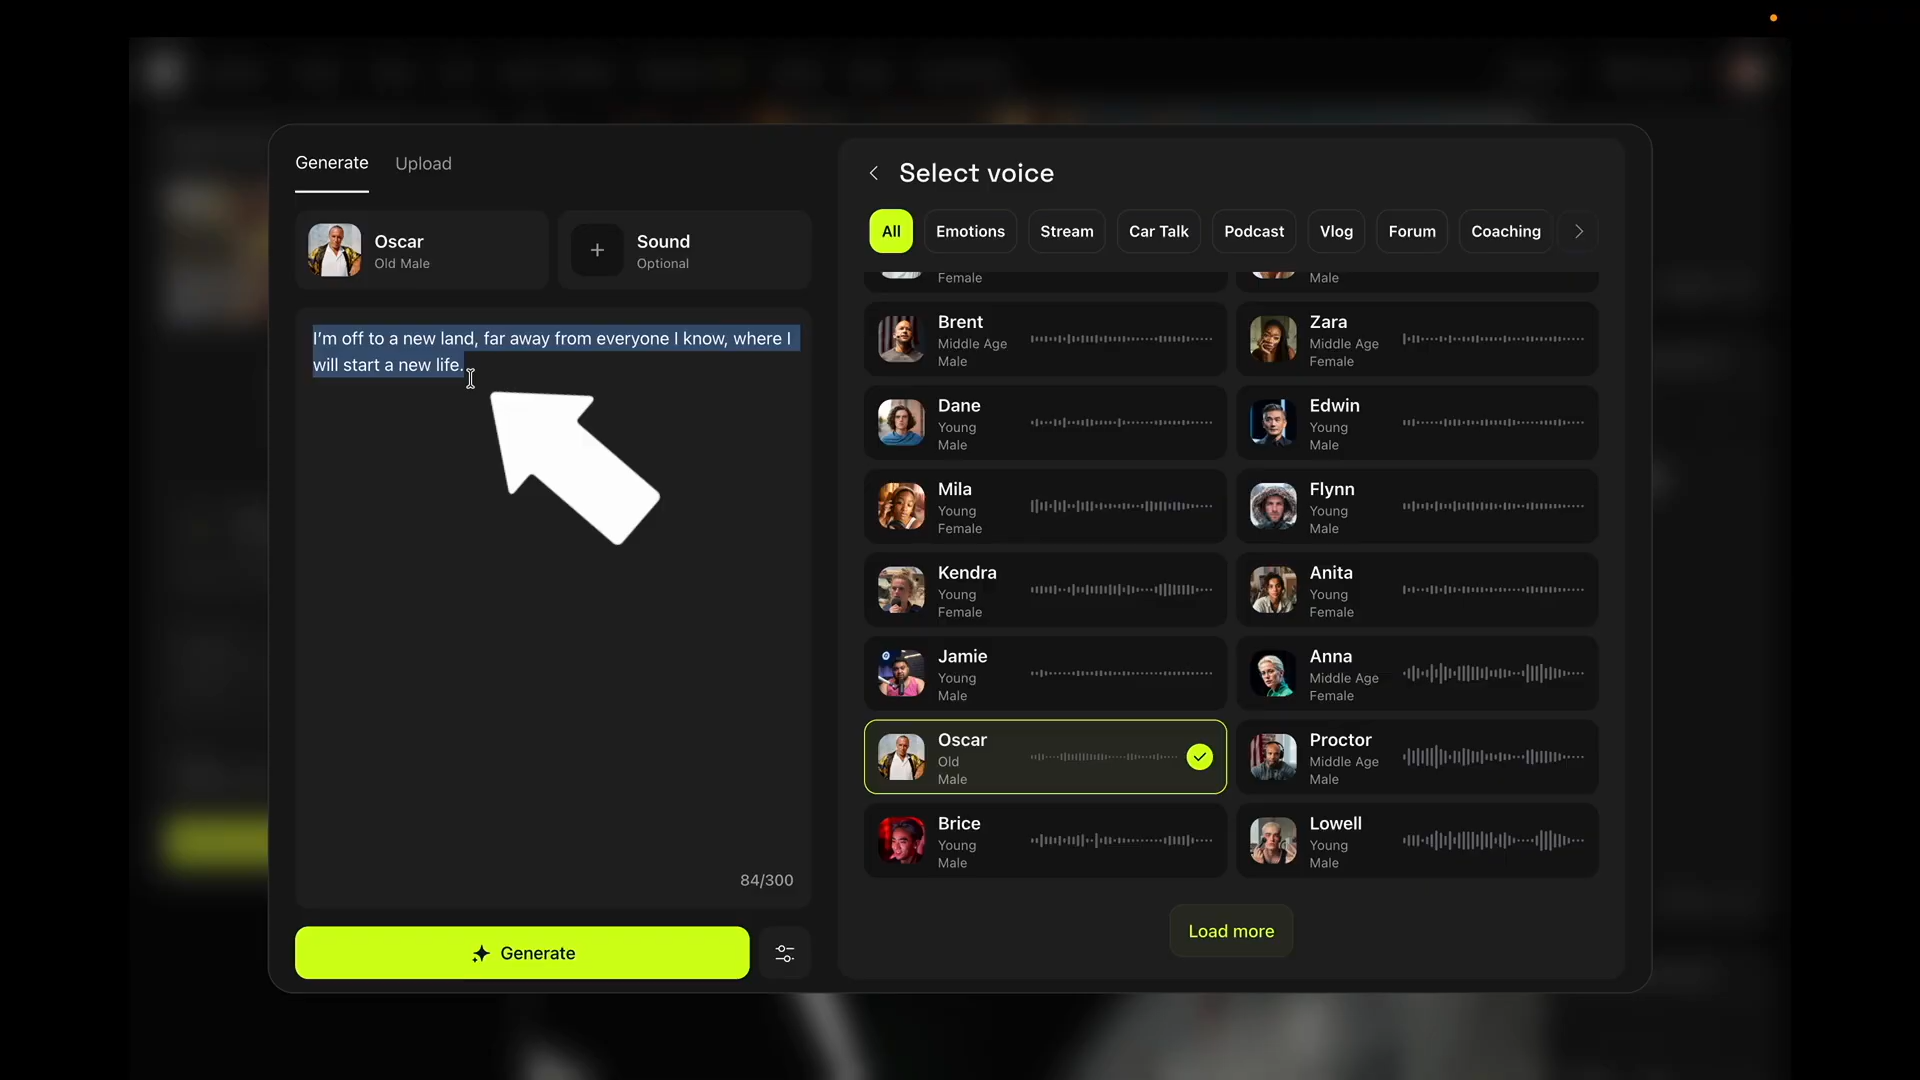 Generate
Upload
Oscar
Old Male
Sound
Optional
I'm off to a new land, far away from everyone I know, where I
will start a new life.
84/300
Generate
Select voice
All
Emotions
Stream
Car Talk
Podcast
Vlog
Forum
Coaching
Female
Male
Brent
Middle Age
Male
Zara
Middle Age
Female
Dane
Young
Male
Edwin
Young
Male
Mila
Young
Female
Flynn
Young
Male
Kendra
Young
Female
Anita
Young
Female
Jamie
Young
Male
Anna
Middle Age
Female
Oscar
Old
Male
Proctor
Middle Age
Male
Brice
Young
Male
Lowell
Young
Male
Load more